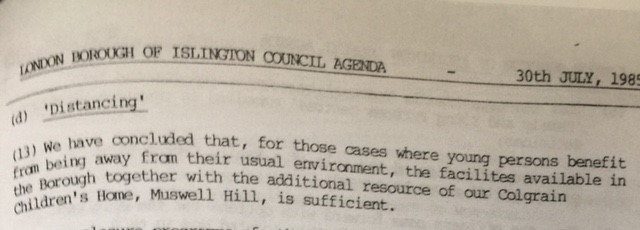 LONDON BOROUGH OF ISLINGTON COUNCIL AGENDA - 30th JULY, 1985
(d) 'Distancing'
(13) We have concluded that, for those cases where young persons benefit
from being away from their usual environment, the facilites available in
the Borough together with the additional resource of our Colgrain
Children's Home, Muswell Hill, is sufficient.